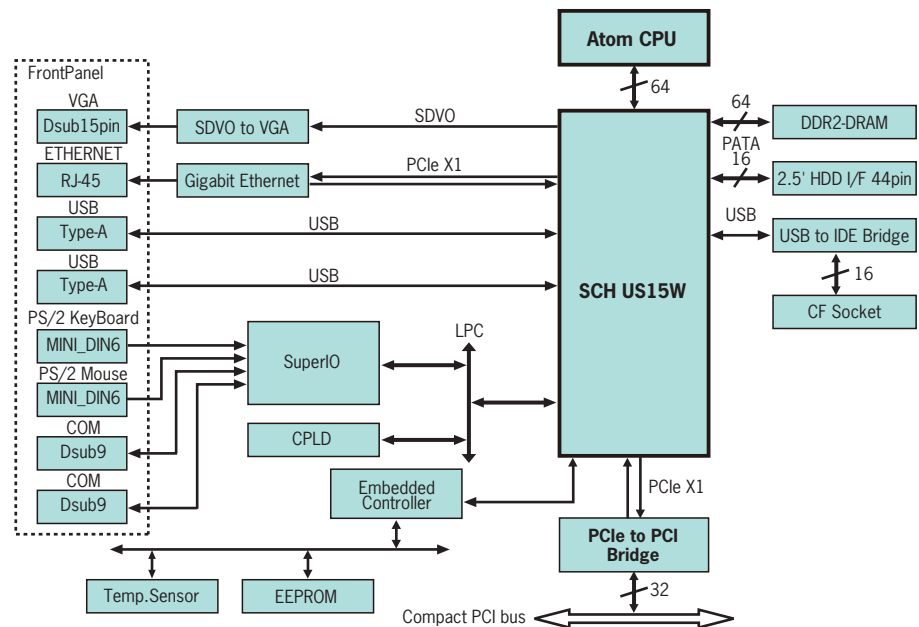 Atom CPU
64
FrontPanel
VGA
Dsub15pin
SDVO to VGA
SDVO
ETHERNET
RJ-45
Gigabit Ethernet
PCIe X1
USB
Type-A
USB
USB
Type-A
USB
PS/2 KeyBoard
MINI_DIN6
PS/2 Mouse
MINI_DIN6
COM
Dsub9
COM
Dsub9
SuperIO
CPLD
LPC
Embedded
Controller
Temp.Sensor
EEPROM
SCH US15W
64
DDR2-DRAM
PATA
16
2.5' HDD I/F 44pin
USB
USB to IDE Bridge
16
CF Socket
PCIe X1
PCIe to PCI
Bridge
32
Compact PCI bus